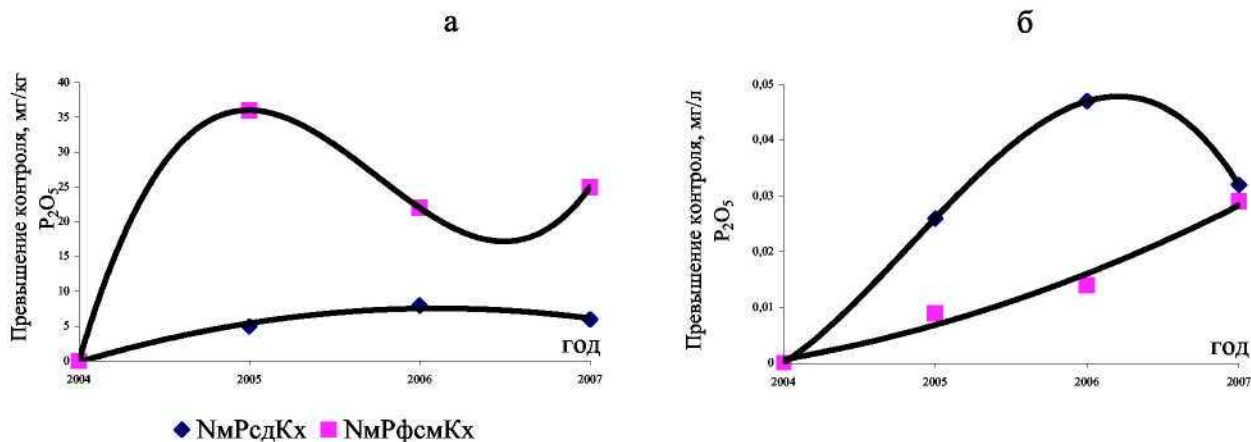 а
Превышение контроля, мг/кг
P₂O₅
40
35
30
25
20
15
10
5
0
2004
2005
2006
2007
год
б
Превышение контроля, мг/л
P₂O₅
0,05
0,04
0,03
0,02
0,01
0
2004
2005
2006
2007
год
NмРсдКх NмРфсмКх